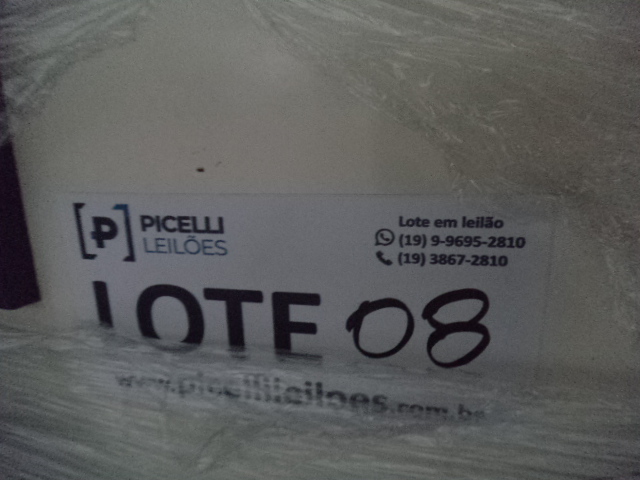 PICELLI
LEILÕES
Lote em leilão
(19) 9-9695-2810
(19) 3867-2810
LOTE 08
www.picellileiloes.com.br